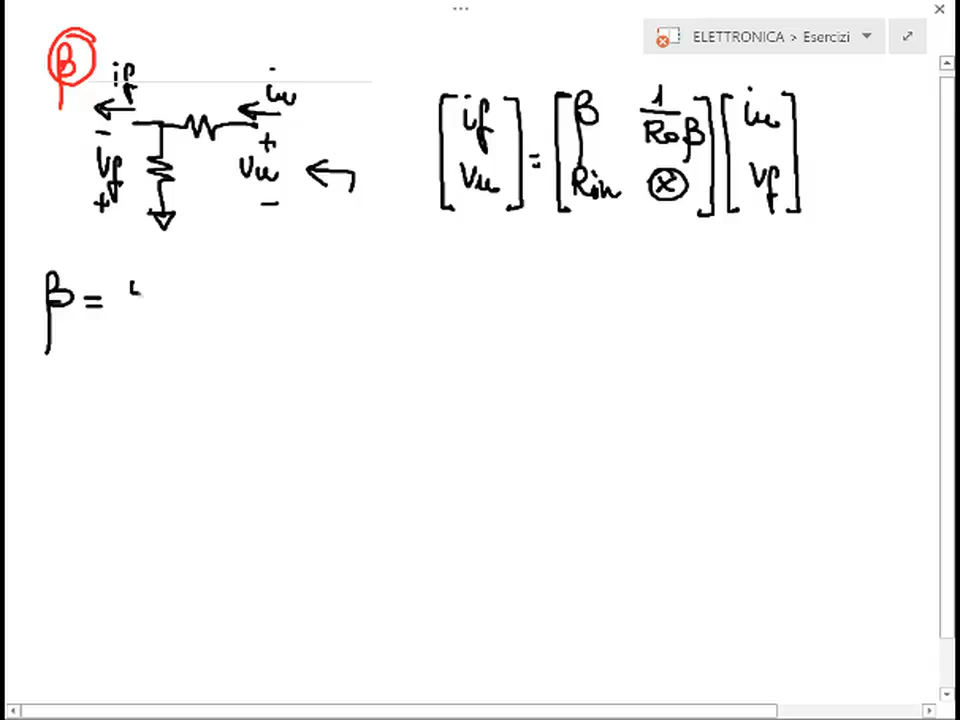 ELETTRONICA > Esercizi
β
if
iu
- +
Vf Vu
+ -
[if Vu] = [β 1/Roβ Rin ⊗] [iu Vf]
β = i